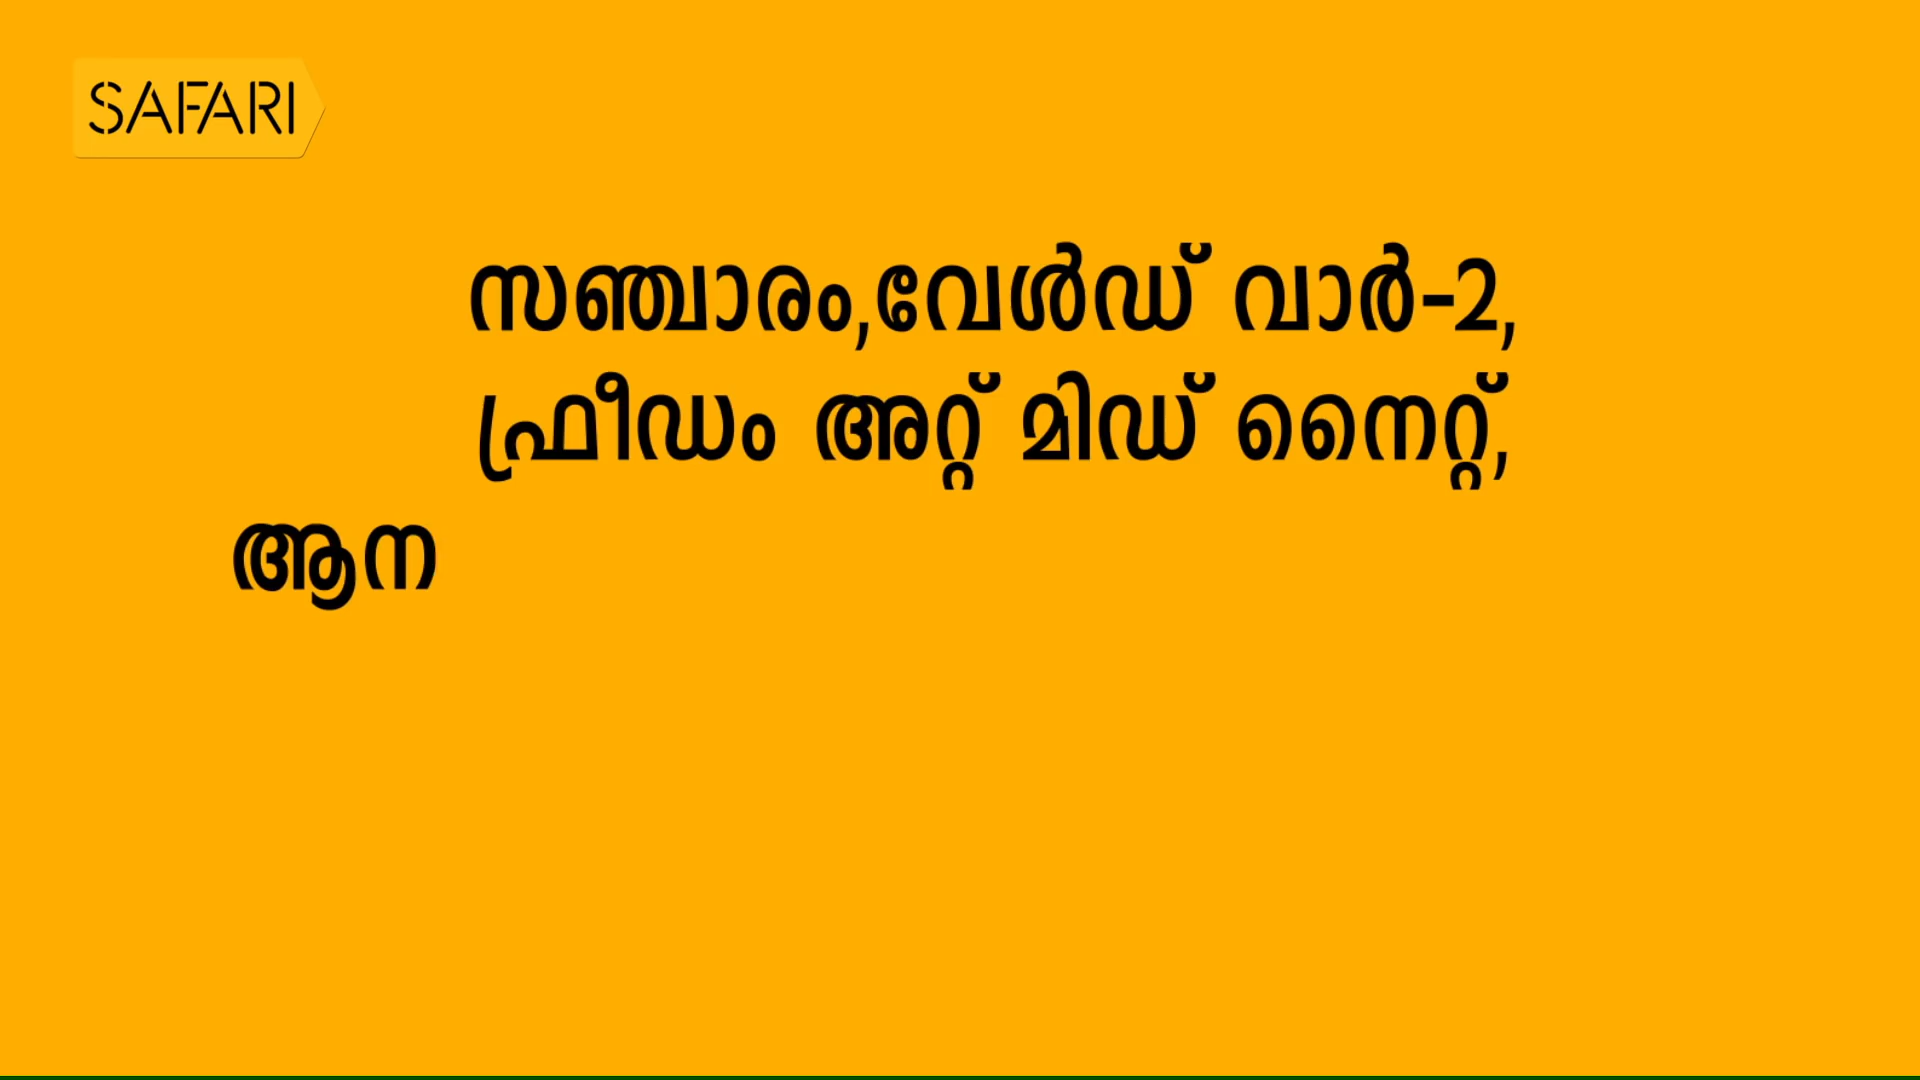 SAFARI
സഞ്ചാരം,വേൾഡ് വാർ-2,
ഫ്രീഡം അറ്റ് മിഡ് നൈറ്റ്,
ആന